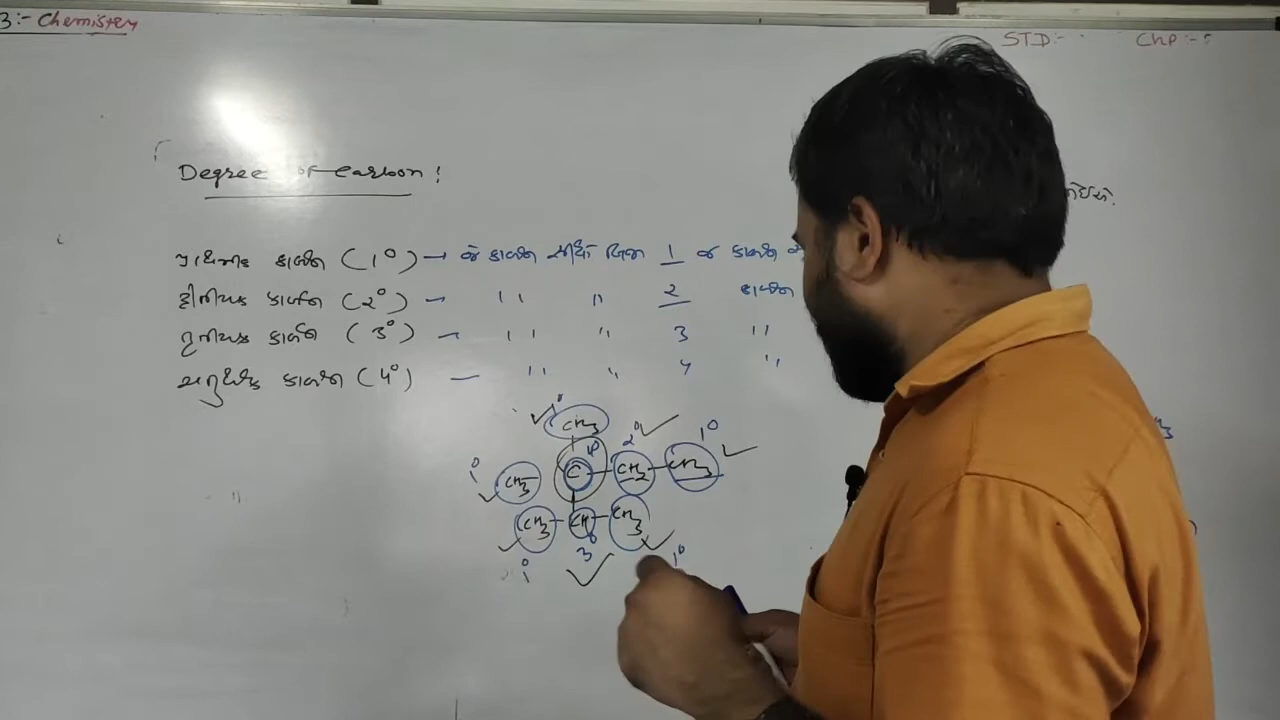 3:- Chemistry
STD:- Chp :-
Degree of carbon :
પ્રાથમિક કાર્બન (1°) → જે કાર્બન સીધો બીજા 1 જ કાર્બન
દ્વિતીયક કાર્બન (2°) - '' '' 2 કાર્બન
તૃતીયક કાર્બન (3°) - '' '' 3 ''
ચતુર્થક કાર્બન (4°) — '' '' 4 ''
1°
CH3
4° 2° 1°
1° CH3 C - CH2 - CH3
CH3 - CH - CH3
1° 3° 1°